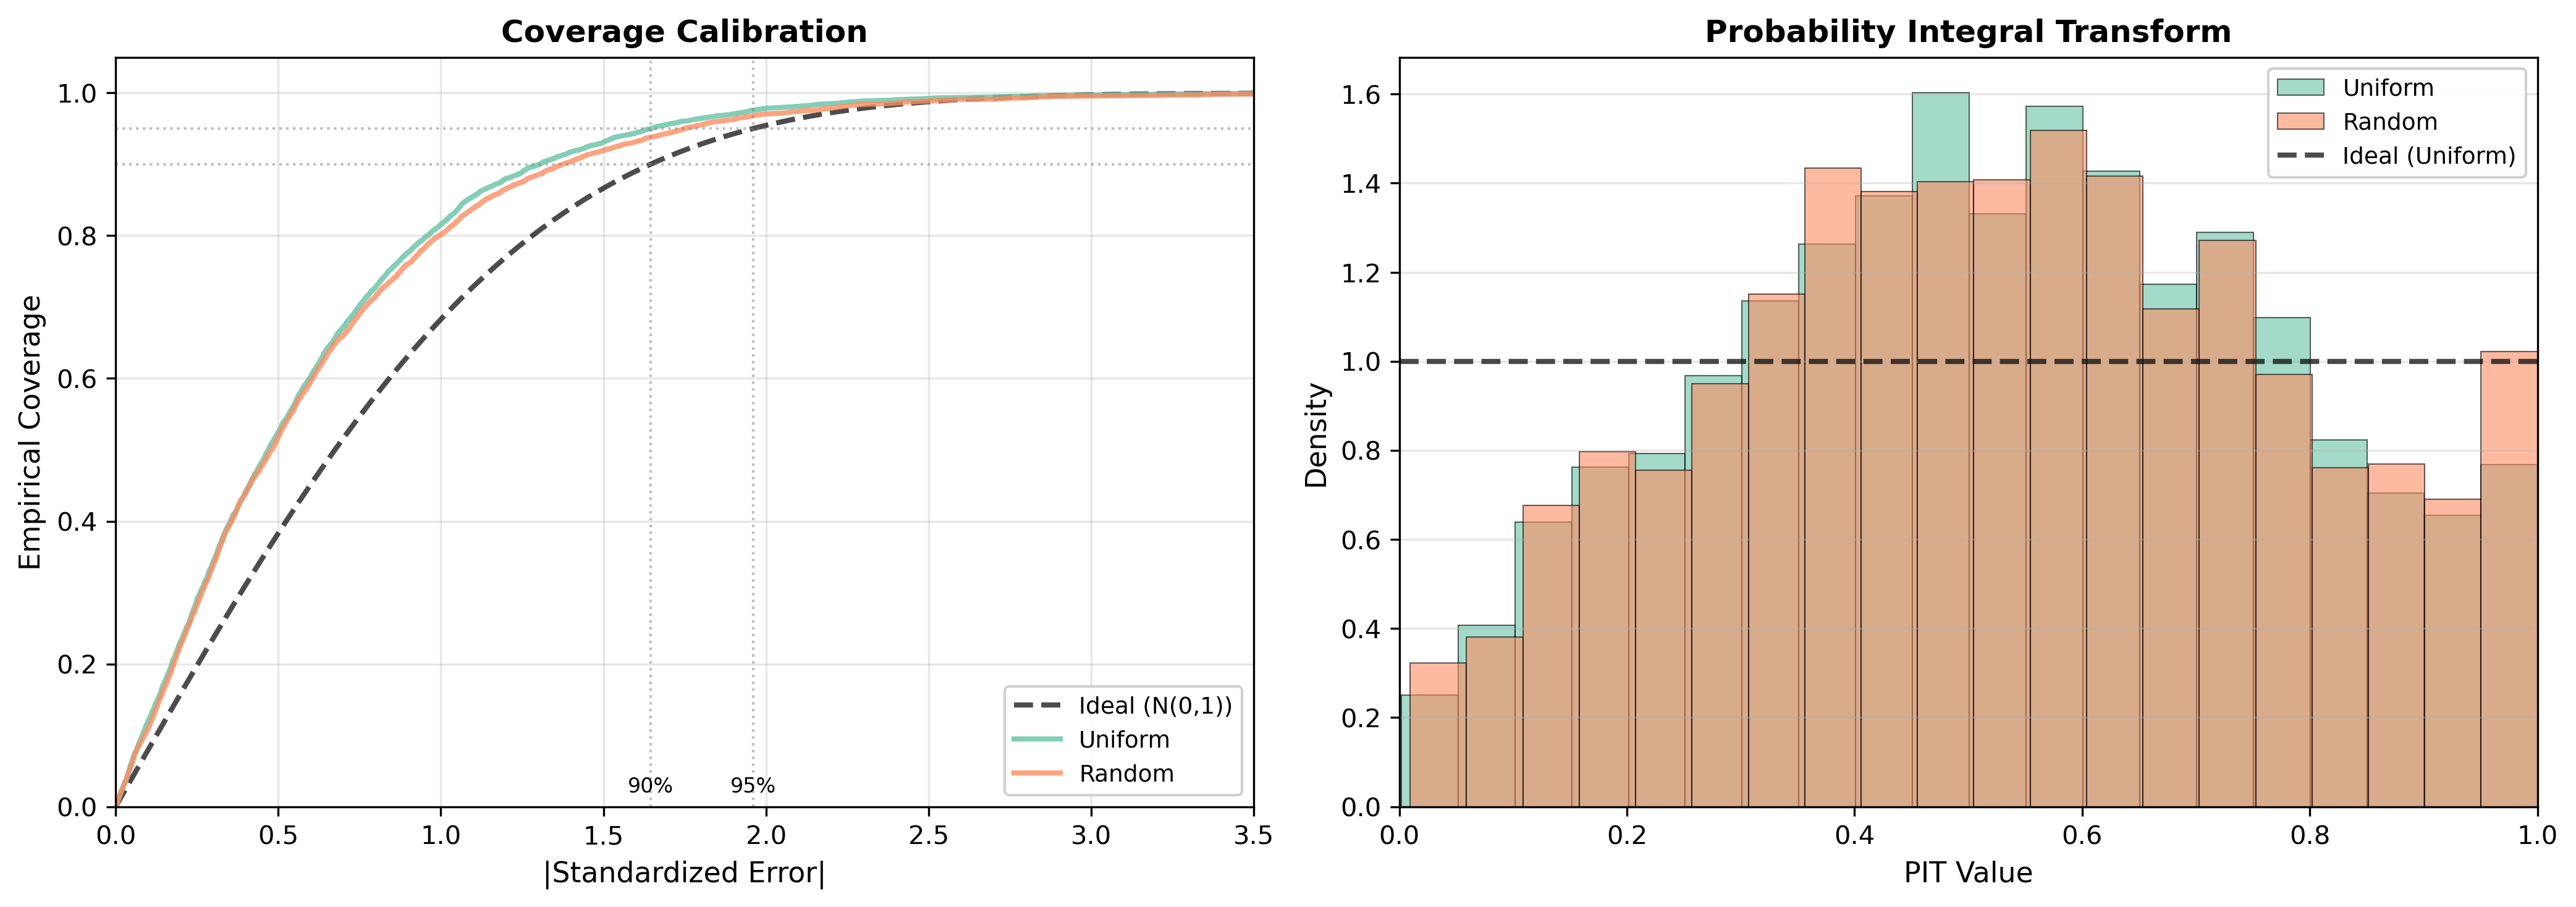 Coverage Calibration
Empirical Coverage
1.0
0.8
0.6
0.4
0.2
0.0
90%
95%
Ideal (N(0,1))
Uniform
Random
0.0 0.5 1.0 1.5 2.0 2.5 3.0 3.5
|Standardized Error|
Probability Integral Transform
Density
1.6
1.4
1.2
1.0
0.8
0.6
0.4
0.2
0.0
Uniform
Random
Ideal (Uniform)
0.0 0.2 0.4 0.6 0.8 1.0
PIT Value